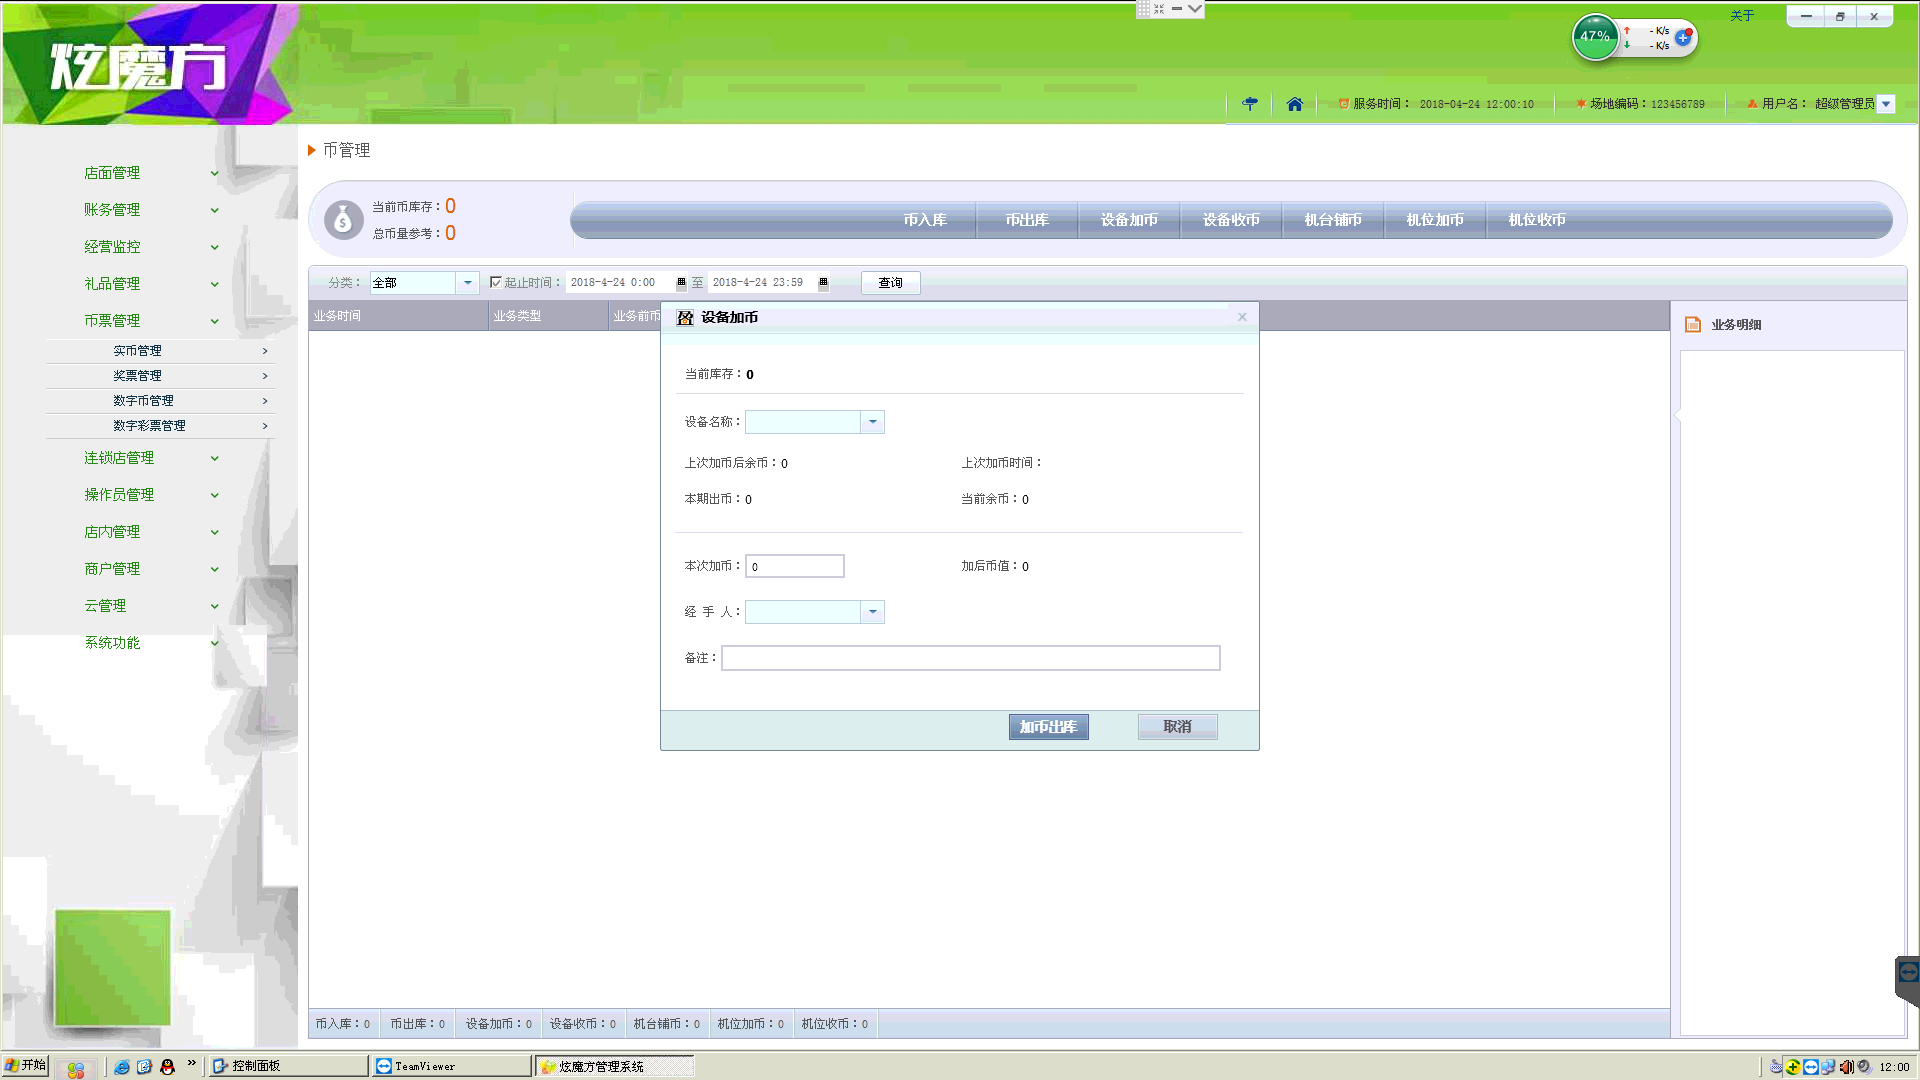 关于
炫魔方
47%
- K/s
- K/s
服务时间： 2018-04-24 12:00:10
场地编码：123456789
用户名： 超级管理员
店面管理
账务管理
经营监控
礼品管理
币票管理
实币管理
奖票管理
数字币管理
数字彩票管理
连锁店管理
操作员管理
店内管理
商户管理
云管理
系统功能
币管理
当前币库存：0
总币量参考：0
币入库 币出库 设备加币 设备收币 机台铺币 机位加币 机位收币
分类： 全部 起止时间： 2018-4-24 0:00 至 2018-4-24 23:59 查询
业务时间 业务类型 业务前币
业务明细
设备加币
当前库存：0
设备名称：
上次加币后余币：0 上次加币时间：
本期出币：0 当前余币：0
本次加币： 0 加后币值：0
经 手 人：
备注：
加币出库 取消
币入库：0 币出库：0 设备加币：0 设备收币：0 机台铺币：0 机位加币：0 机位收币：0
开始 控制面板 TeamViewer 炫魔方管理系统 12:00